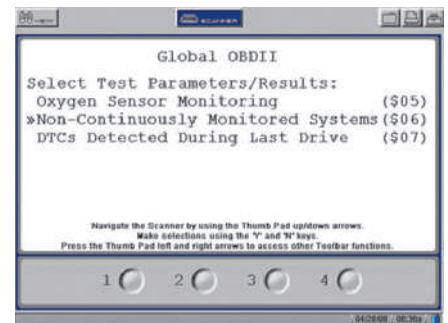 SCANNER
Global OBDII
Select Test Parameters/Results:
Oxygen Sensor Monitoring ($05)
»Non-Continuously Monitored Systems($06)
DTCs Detected During Last Drive ($07)
Navigate the Scanner by using the Thumb Pad up/down arrows.
Make selections using the 'Y' and 'N' keys.
Press the Thumb Pad left and right arrows to access other Toolbar functions.
1 2 3 4